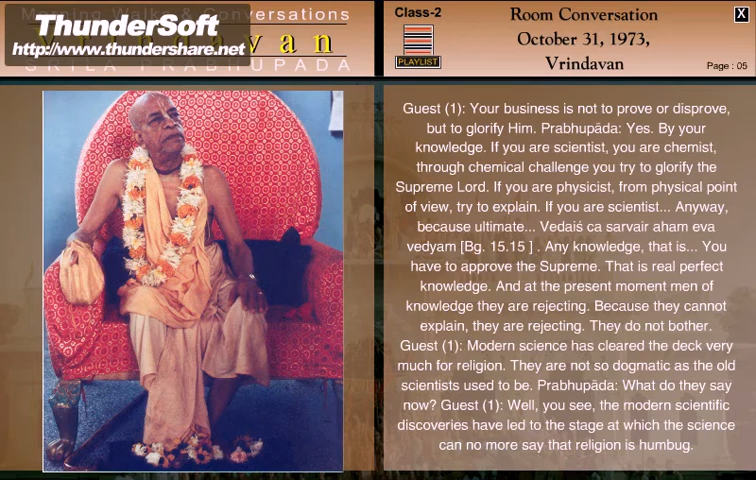 Morning Walks & Conversations
ThunderSoft
http://www.thundershare.net
SRILA PRABHUPADA
Class-2
PLAYLIST
Room Conversation
October 31, 1973,
Vrindavan
X
Page : 05
Guest (1): Your business is not to prove or disprove,
but to glorify Him. Prabhupāda: Yes. By your
knowledge. If you are scientist, you are chemist,
through chemical challenge you try to glorify the
Supreme Lord. If you are physicist, from physical point
of view, try to explain. If you are scientist... Anyway,
because ultimate... Vedaiś ca sarvair aham eva
vedyam [Bg. 15.15 ] . Any knowledge, that is... You
have to approve the Supreme. That is real perfect
knowledge. And at the present moment men of
knowledge they are rejecting. Because they cannot
explain, they are rejecting. They do not bother.
Guest (1): Modern science has cleared the deck very
much for religion. They are not so dogmatic as the old
scientists used to be. Prabhupāda: What do they say
now? Guest (1): Well, you see, the modern scientific
discoveries have led to the stage at which the science
can no more say that religion is humbug.